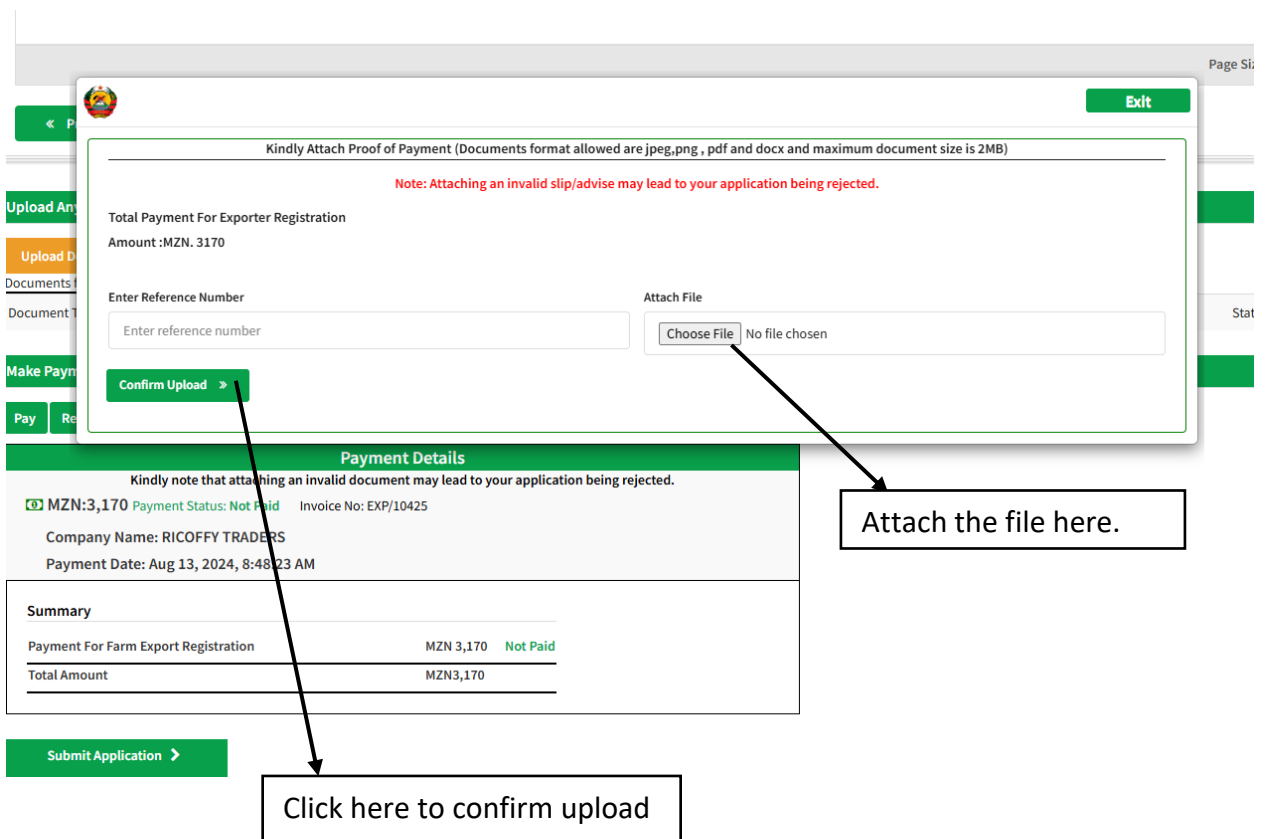 Page Siz
Exit
« P
Kindly Attach Proof of Payment (Documents format allowed are jpeg,png , pdf and docx and maximum document size is 2MB)
Note: Attaching an invalid slip/advise may lead to your application being rejected.
Upload Any
Total Payment For Exporter Registration
Amount :MZN. 3170
Upload D
Documents f
Enter Reference Number
Attach File
Document T
Enter reference number
Choose File No file chosen
Stat
Make Paym
Confirm Upload »
Pay Re
Payment Details
Kindly note that attaching an invalid document may lead to your application being rejected.
MZN:3,170 Payment Status: Not Paid Invoice No: EXP/10425
Company Name: RICOFFY TRADERS
Payment Date: Aug 13, 2024, 8:48:23 AM
Attach the file here.
Summary
Payment For Farm Export Registration MZN 3,170 Not Paid
Total Amount MZN3,170
Submit Application
Click here to confirm upload